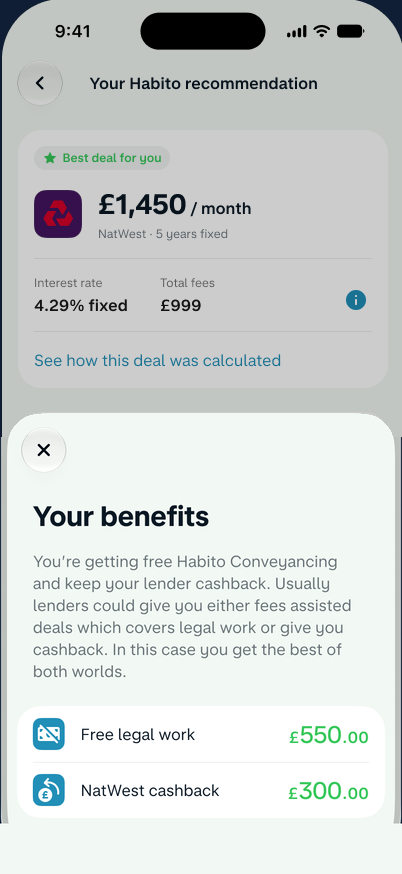 9:41
Your Habito recommendation
Best deal for you
£1,450 / month
NatWest · 5 years fixed
Interest rate
Total fees
4.29% fixed
£999
See how this deal was calculated
Your benefits
You're getting free Habito Conveyancing
and keep your lender cashback. Usually
lenders could give you either fees assisted
deals which covers legal work or give you
cashback. In this case you get the best of
both worlds.
Free legal work
£550.00
NatWest cashback
£300.00